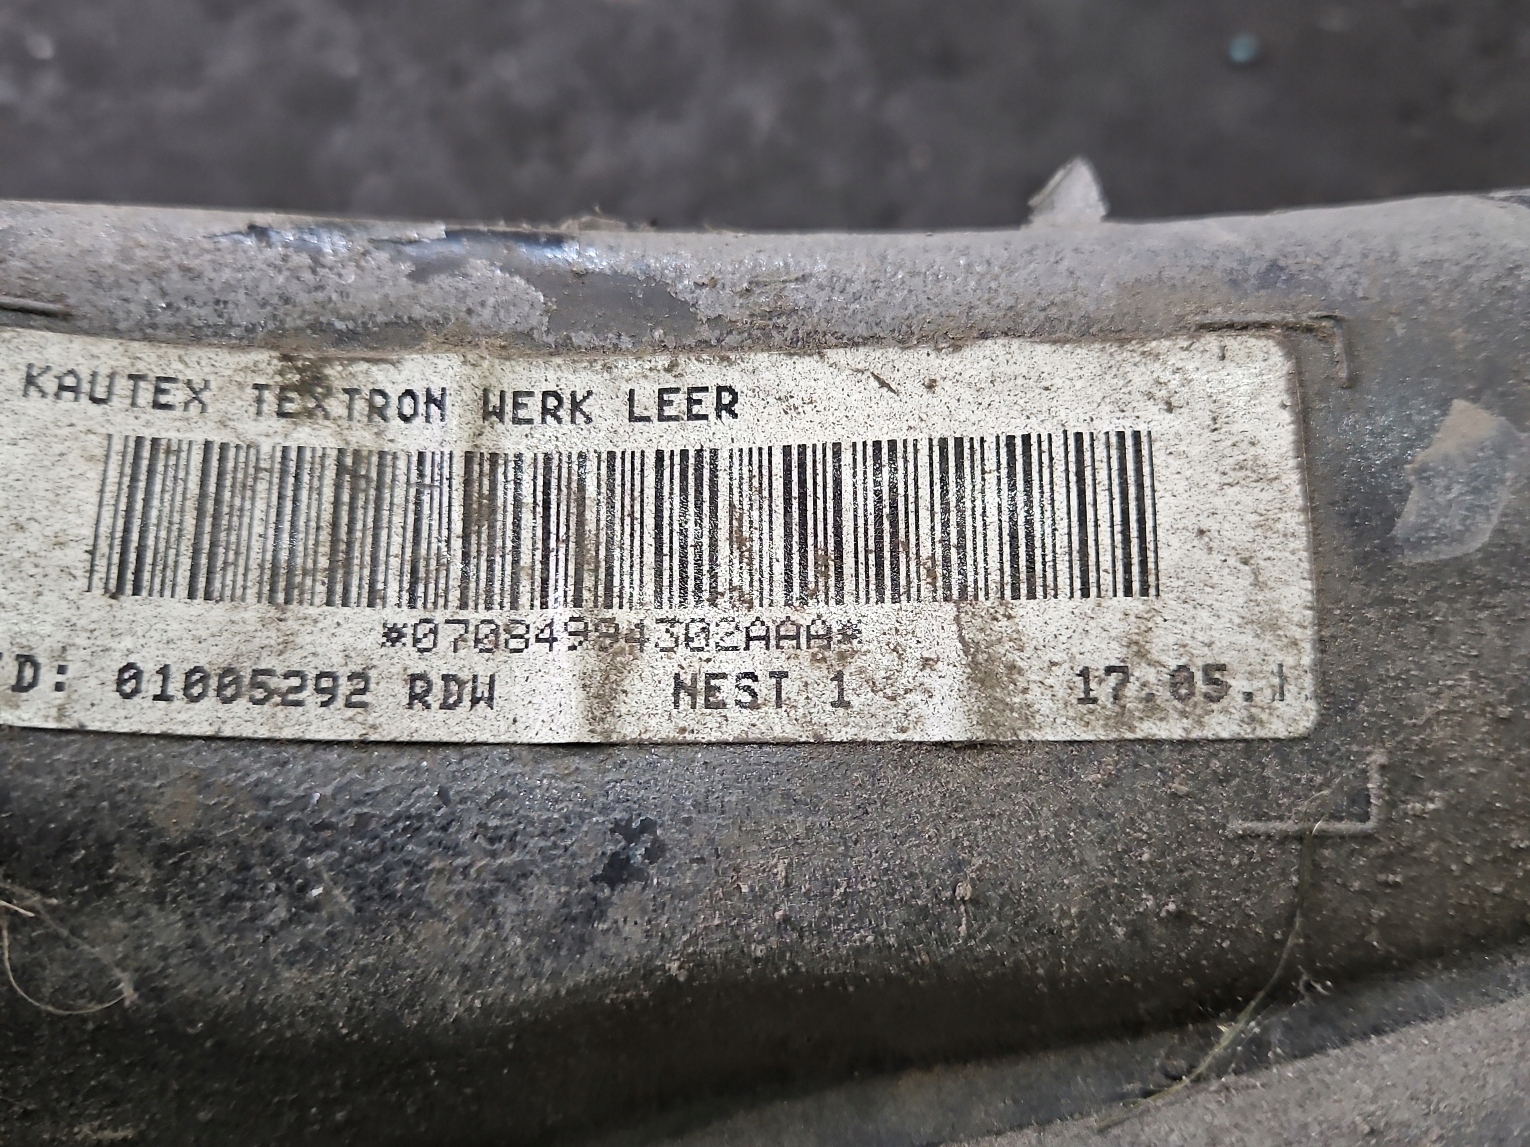 KAUTEX TEXTRON WERK LEER
*07084994302AAA*
D: 01005292 RDW NEST 1 17.05.